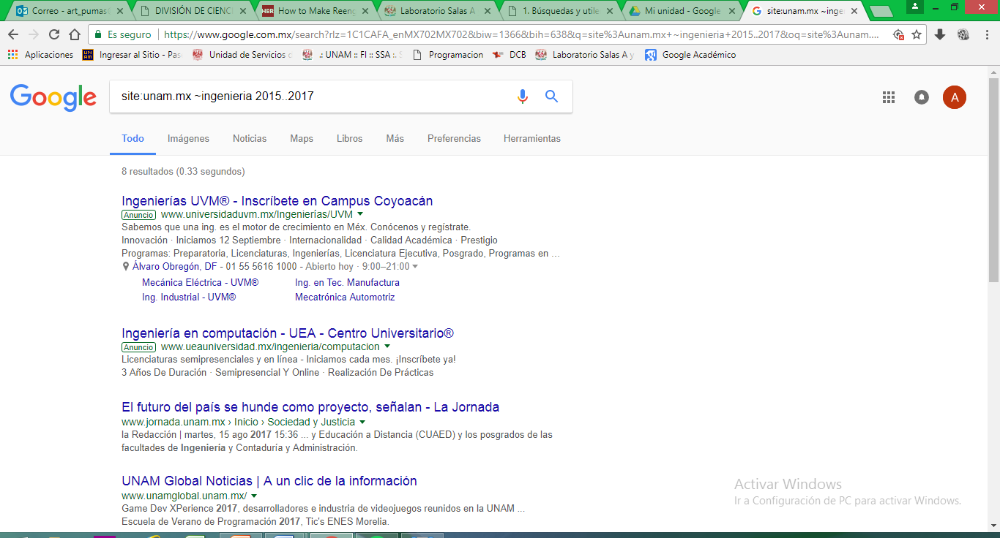 Correo - art_pumas
DIVISIÓN DE CIENCI
HBR How to Make Reeng
Laboratorio Salas A
1. Búsquedas y utile
Mi unidad - Google
site:unam.mx ~inge
Es seguro | https://www.google.com.mx/search?rlz=1C1CAFA_enMX702MX702&biw=1366&bih=638&q=site%3Aunam.mx+~ingenieria+2015..2017&oq=site%3Aunam....
Aplicaciones
Ingresar al Sitio - Pas
Unidad de Servicios
.: UNAM :: FI :: SSA :.
Programacion
DCB
Laboratorio Salas A y
Google Académico
Google
site:unam.mx ~ingenieria 2015..2017
A
Todo Imágenes Noticias Maps Libros Más Preferencias Herramientas
8 resultados (0.33 segundos)
Ingenierías UVM® - Inscríbete en Campus Coyoacán
Anuncio www.universidaduvm.mx/Ingenierías/UVM
Sabemos que una ing. es el motor de crecimiento en Méx. Conócenos y regístrate.
Innovación · Iniciamos 12 Septiembre · Internacionalidad · Calidad Académica · Prestigio
Programas: Preparatoria, Licenciaturas, Ingenierías, Licenciatura Ejecutiva, Posgrado, Programas en ...
Álvaro Obregón, DF - 01 55 5616 1000 - Abierto hoy · 9:00–21:00
Mecánica Eléctrica - UVM® Ing. en Tec. Manufactura
Ing. Industrial - UVM® Mecatrónica Automotriz
Ingeniería en computación - UEA - Centro Universitario®
Anuncio www.ueauniversidad.mx/ingenieria/computacion
Licenciaturas semipresenciales y en línea - Iniciamos cada mes. ¡Inscríbete ya!
3 Años De Duración · Semipresencial Y Online · Realización De Prácticas
El futuro del país se hunde como proyecto, señalan - La Jornada
www.jornada.unam.mx › Inicio › Sociedad y Justicia
la Redacción | martes, 15 ago 2017 15:36 ... y Educación a Distancia (CUAED) y los posgrados de las
facultades de Ingeniería y Contaduría y Administración.
UNAM Global Noticias | A un clic de la información
www.unamglobal.unam.mx/
Game Dev XPerience 2017, desarrolladores e industria de videojuegos reunidos en la UNAM ...
Escuela de Verano de Programación 2017, Tic's ENES Morelia.
Activar Windows
Ir a Configuración de PC para activar Windows.